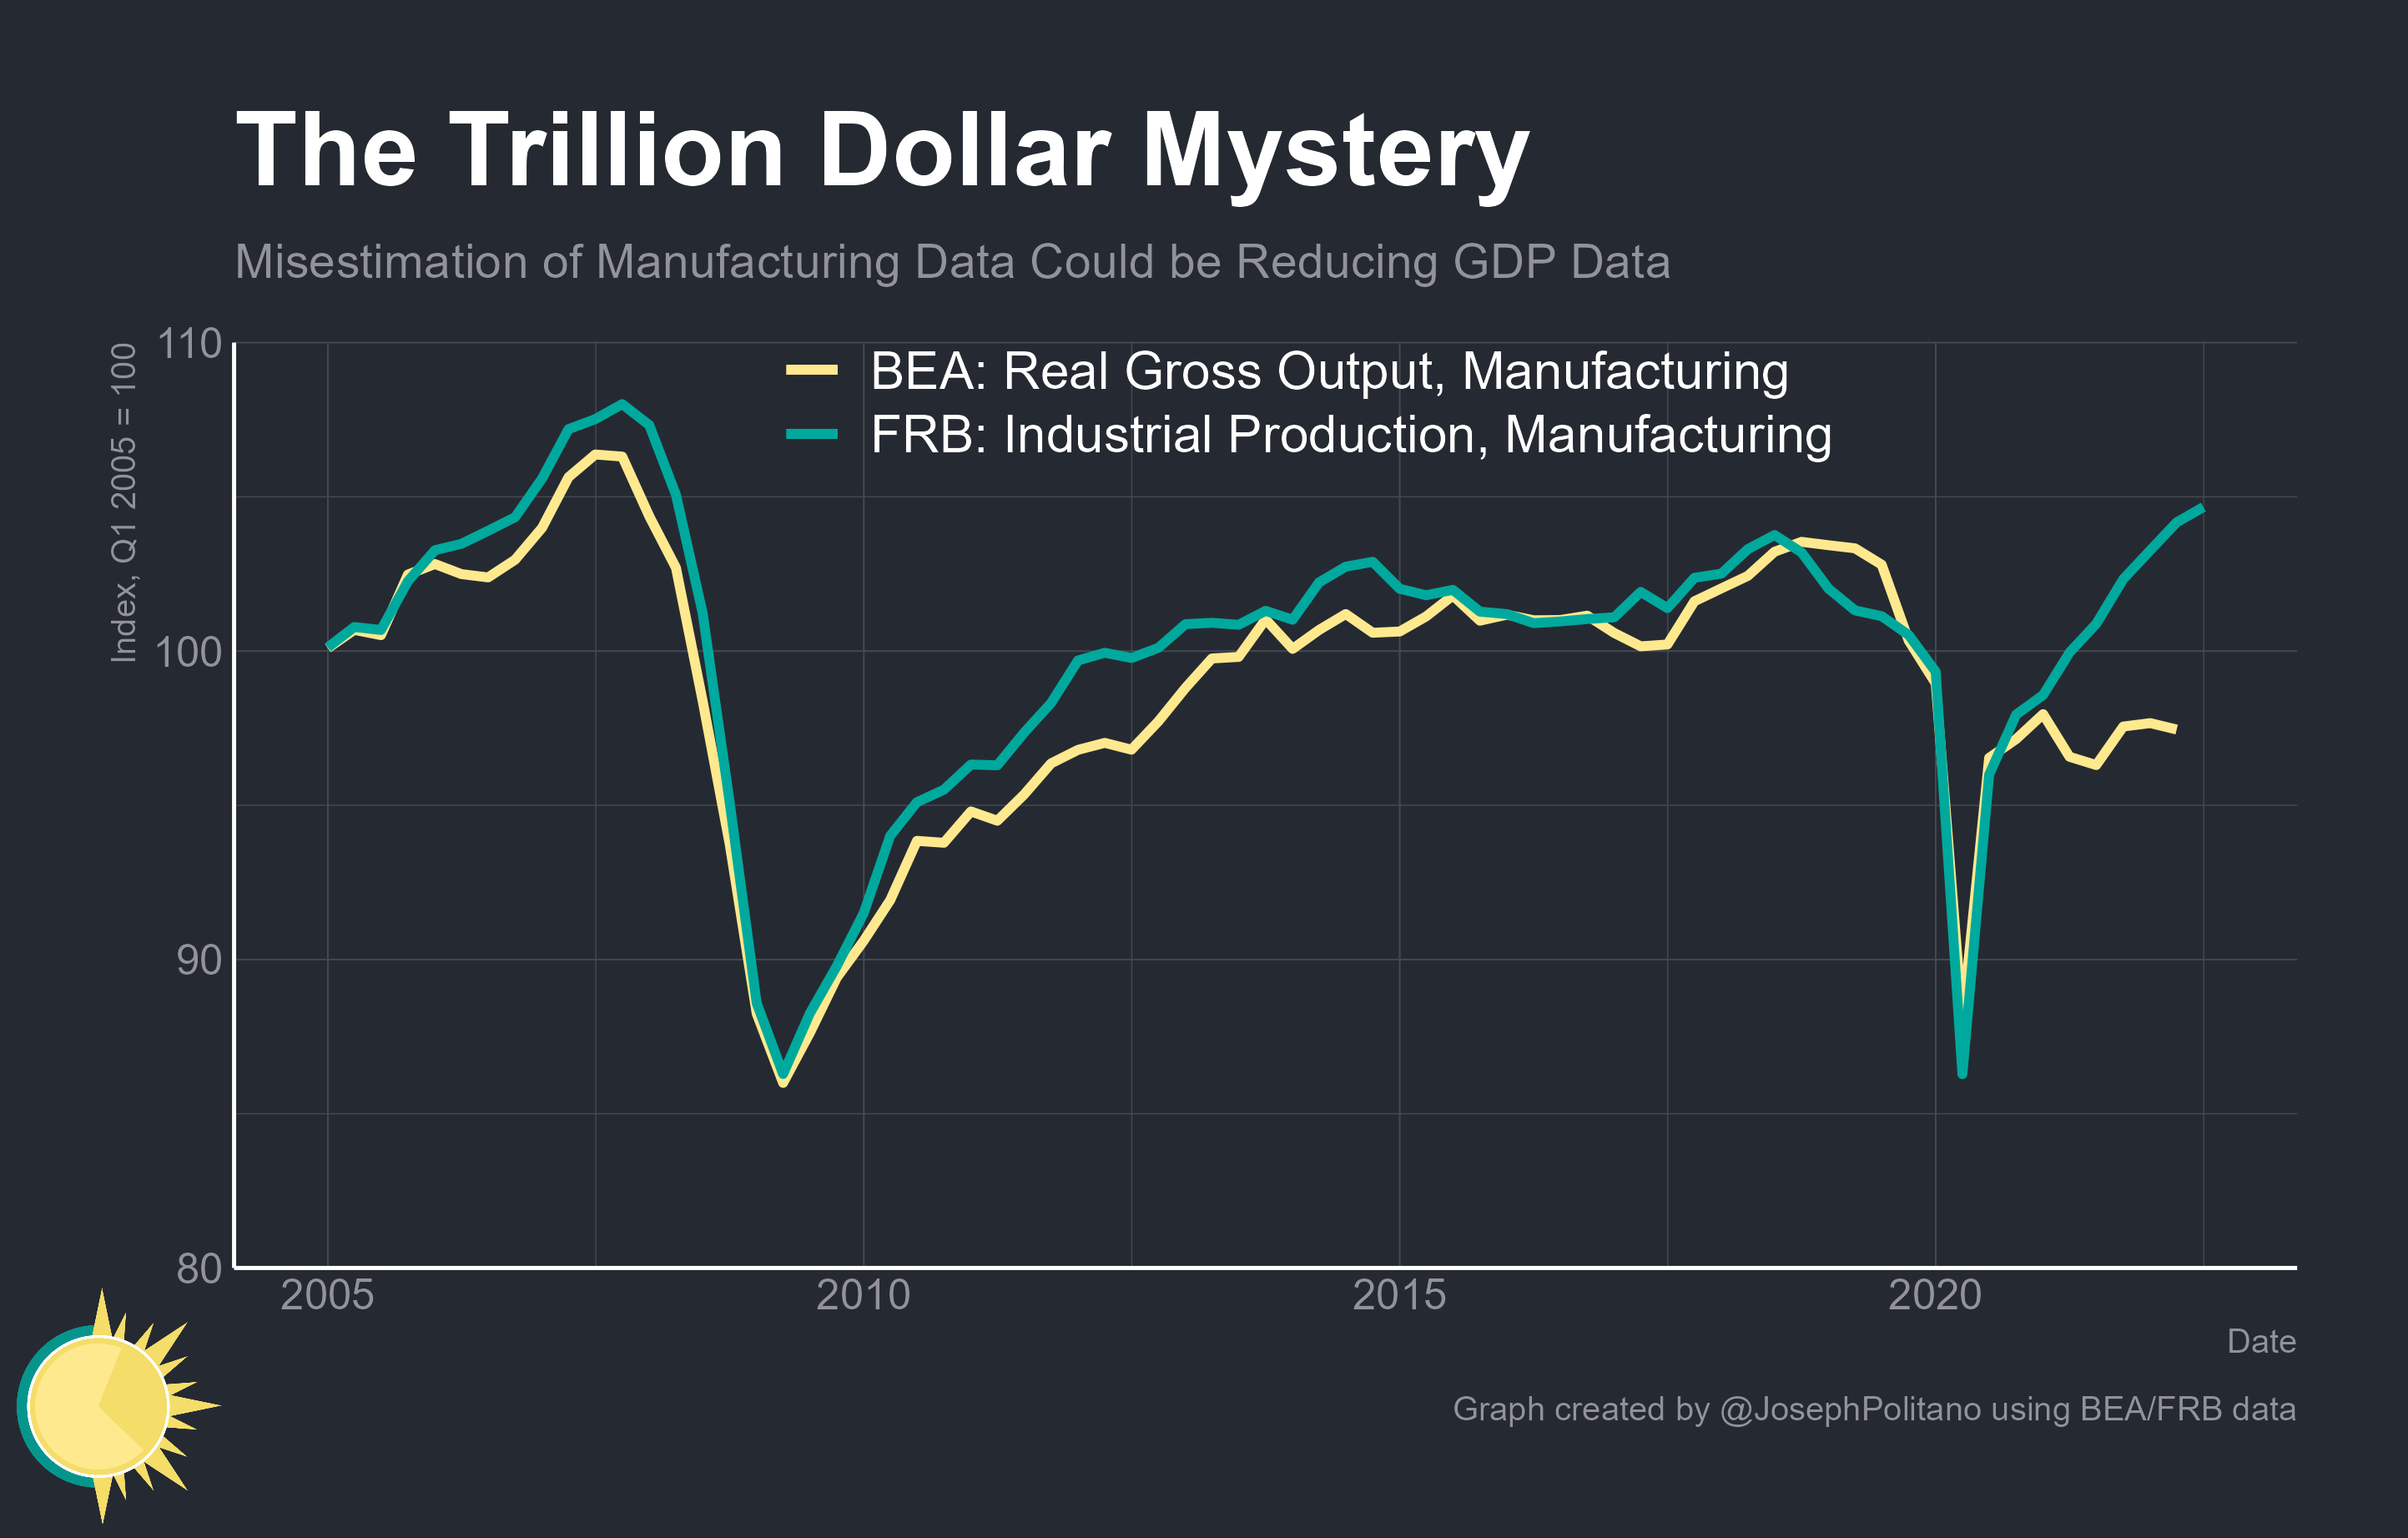 The Trillion Dollar Mystery
Misestimation of Manufacturing Data Could be Reducing GDP Data
Index, Q1 2005 = 100
110
100
90
80
BEA: Real Gross Output, Manufacturing
FRB: Industrial Production, Manufacturing
2005
2010
2015
2020
Date
Graph created by @JosephPolitano using BEA/FRB data